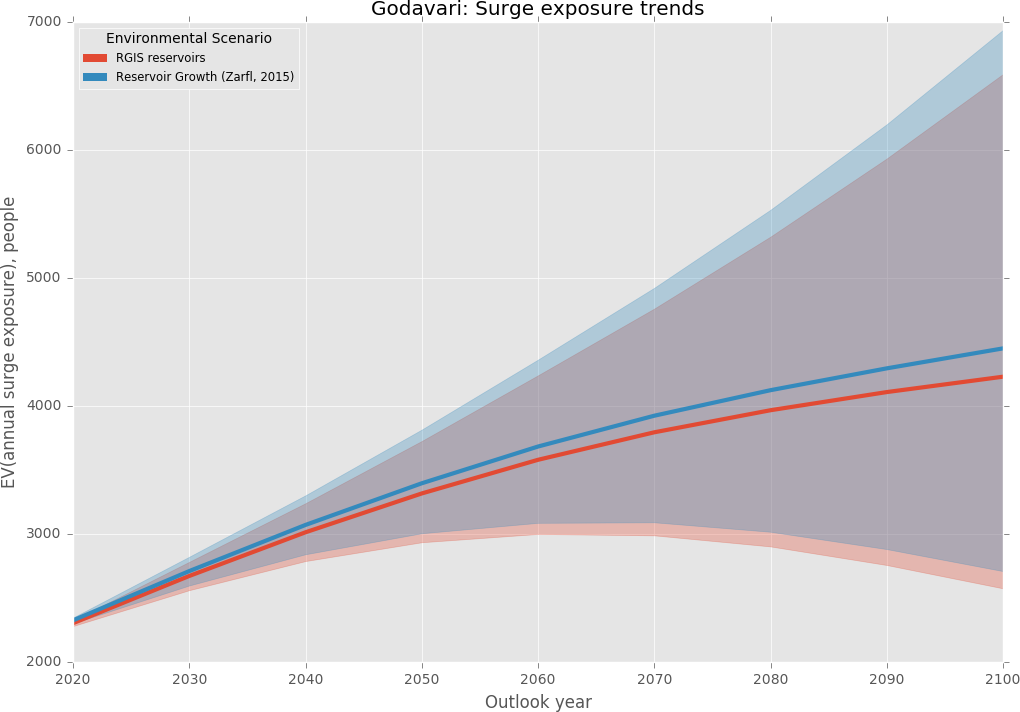 Godavari: Surge exposure trends
7000
6000
5000
4000
3000
2000
EV(annual surge exposure), people
Environmental Scenario
RGIS reservoirs
Reservoir Growth (Zarfl, 2015)
2020 2030 2040 2050 2060 2070 2080 2090 2100
Outlook year